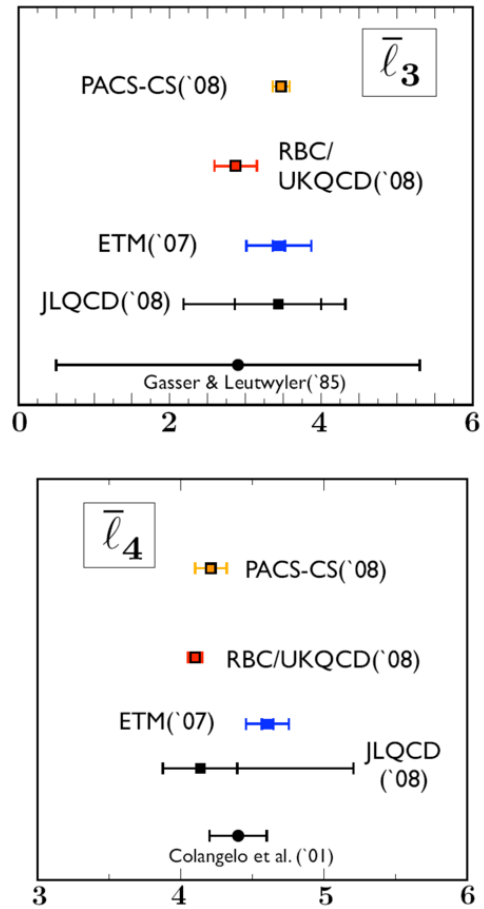 ℓ̅₃
PACS-CS(`08)
RBC/
UKQCD(`08)
ETM(`07)
JLQCD(`08)
Gasser & Leutwyler(`85)
0 2 4 6
ℓ̅₄
PACS-CS(`08)
RBC/UKQCD(`08)
ETM(`07)
JLQCD
(`08)
Colangelo et al. (`01)
3 4 5 6